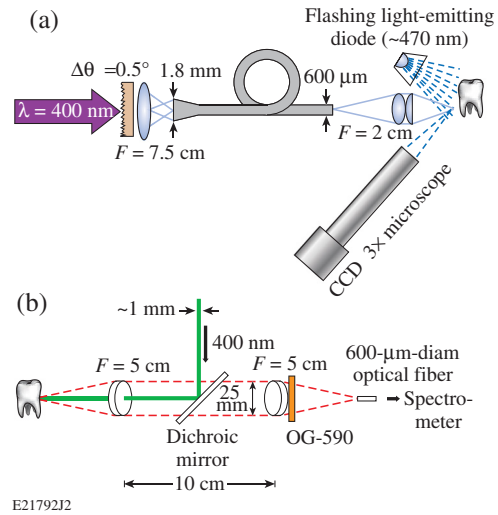 (a)
Flashing light-emitting
diode (~470 nm)
Δθ =0.5°
1.8 mm
600 μm
λ = 400 nm
F = 7.5 cm
F = 2 cm
CCD 3× microscope
(b)
~1 mm
400 nm
F = 5 cm
F = 5 cm
600-μm-diam
optical fiber
25
mm
Spectro-
meter
Dichroic
mirror
OG-590
10 cm
E21792J2